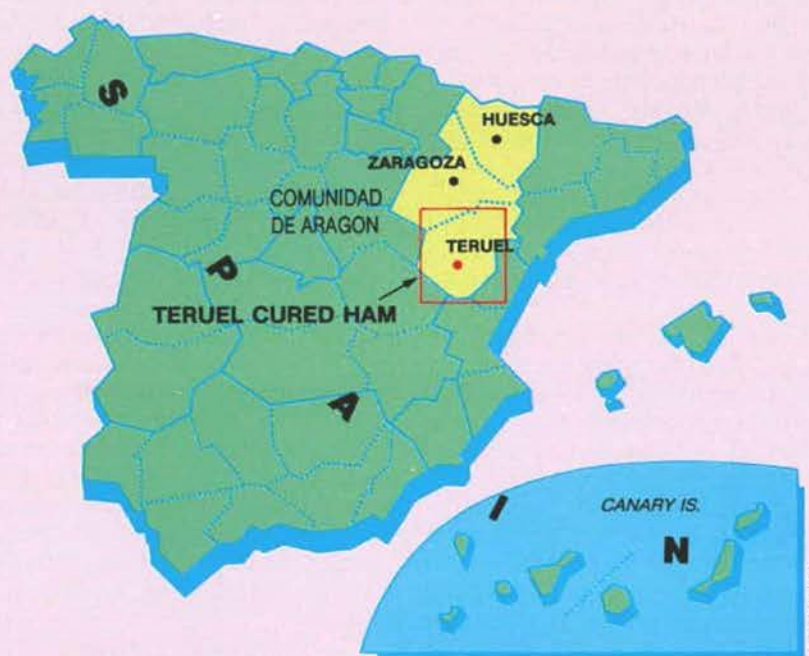 S
P
A
I
N
HUESCA
ZARAGOZA
COMUNIDAD
DE ARAGON
TERUEL
TERUEL CURED HAM
CANARY IS.